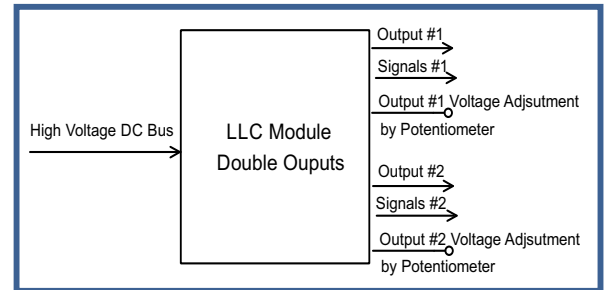 Output #1
Signals #1
Output #1 Voltage Adjsutment
by Potentiometer
High Voltage DC Bus
LLC Module
Double Ouputs
Output #2
Signals #2
Output #2 Voltage Adjsutment
by Potentiometer